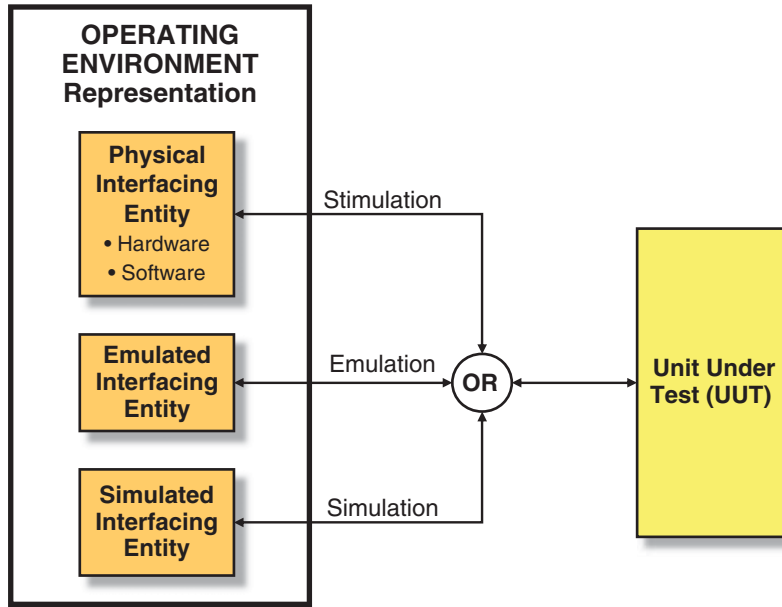 OPERATING
ENVIRONMENT
Representation
Physical
Interfacing
Entity
• Hardware
• Software
Stimulation
Emulated
Interfacing
Entity
Emulation
OR
Unit Under
Test (UUT)
Simulated
Interfacing
Entity
Simulation